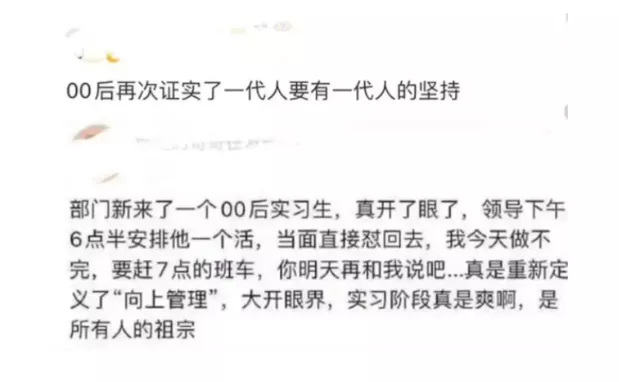 00后再次证实了一代人要有一代人的坚持
部门新来了一个00后实习生，真开了眼了，领导下午
6点半安排他一个活，当面直接怼回去，我今天做不
完，要赶7点的班车，你明天再和我说吧...真是重新定
义了“向上管理”，大开眼界，实习阶段真是爽啊，是
所有人的祖宗